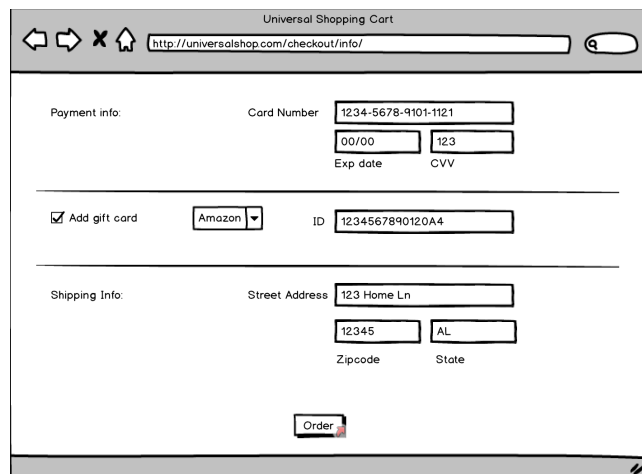 Universal Shopping Cart
http://universalshop.com/checkout/info/
Payment info: Card Number 1234-5678-9101-1121
00/00 123
Exp date CVV
Add gift card Amazon ID 1234567890120A4
Shipping Info: Street Address 123 Home Ln
12345 AL
Zipcode State
Order